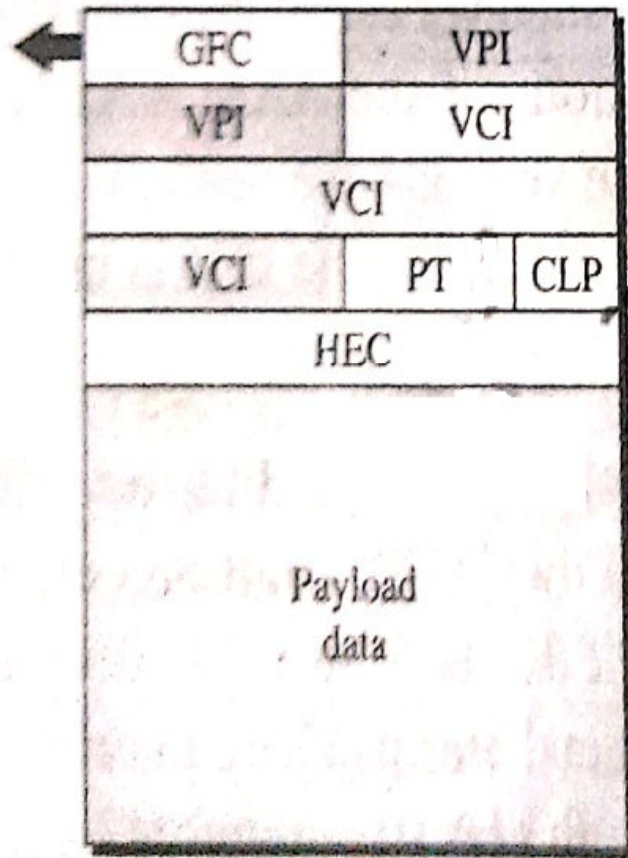 GFC VPI
VPI VCI
VCI
VCI PT CLP
HEC
Payload
data